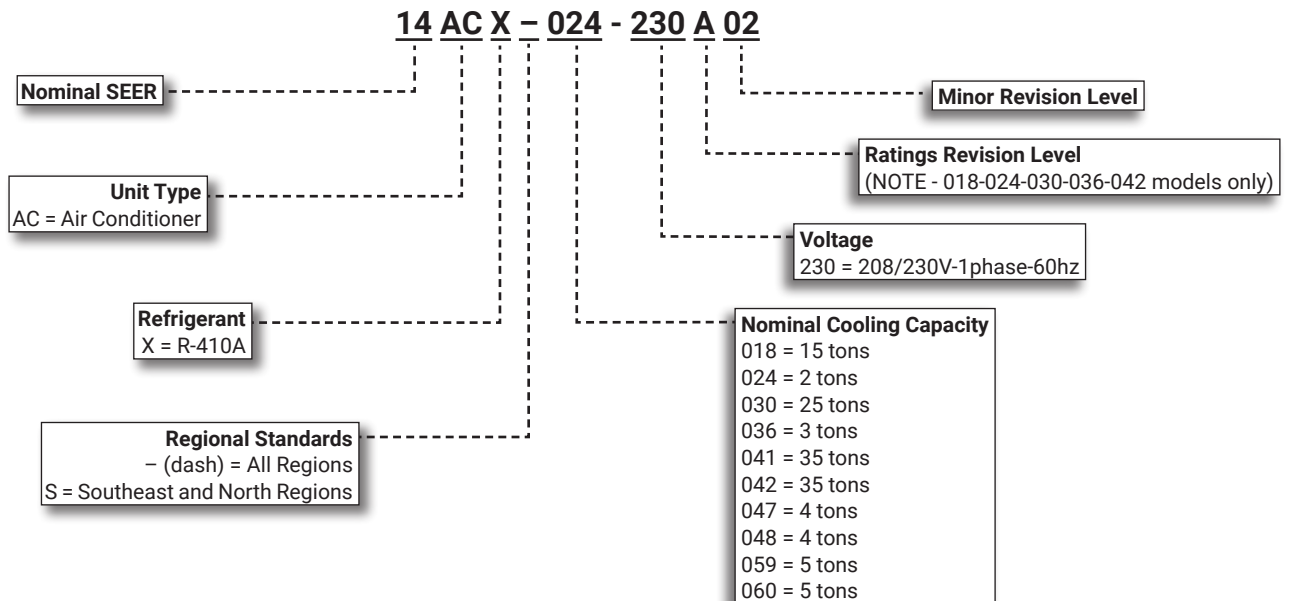 14 AC X – 024 - 230 A 02
Nominal SEER
Minor Revision Level
Ratings Revision Level
(NOTE - 018-024-030-036-042 models only)
Unit Type
AC = Air Conditioner
Voltage
230 = 208/230V-1phase-60hz
Refrigerant
X = R-410A
Nominal Cooling Capacity
018 = 15 tons
024 = 2 tons
030 = 25 tons
036 = 3 tons
041 = 35 tons
042 = 35 tons
047 = 4 tons
048 = 4 tons
059 = 5 tons
060 = 5 tons
Regional Standards
– (dash) = All Regions
S = Southeast and North Regions